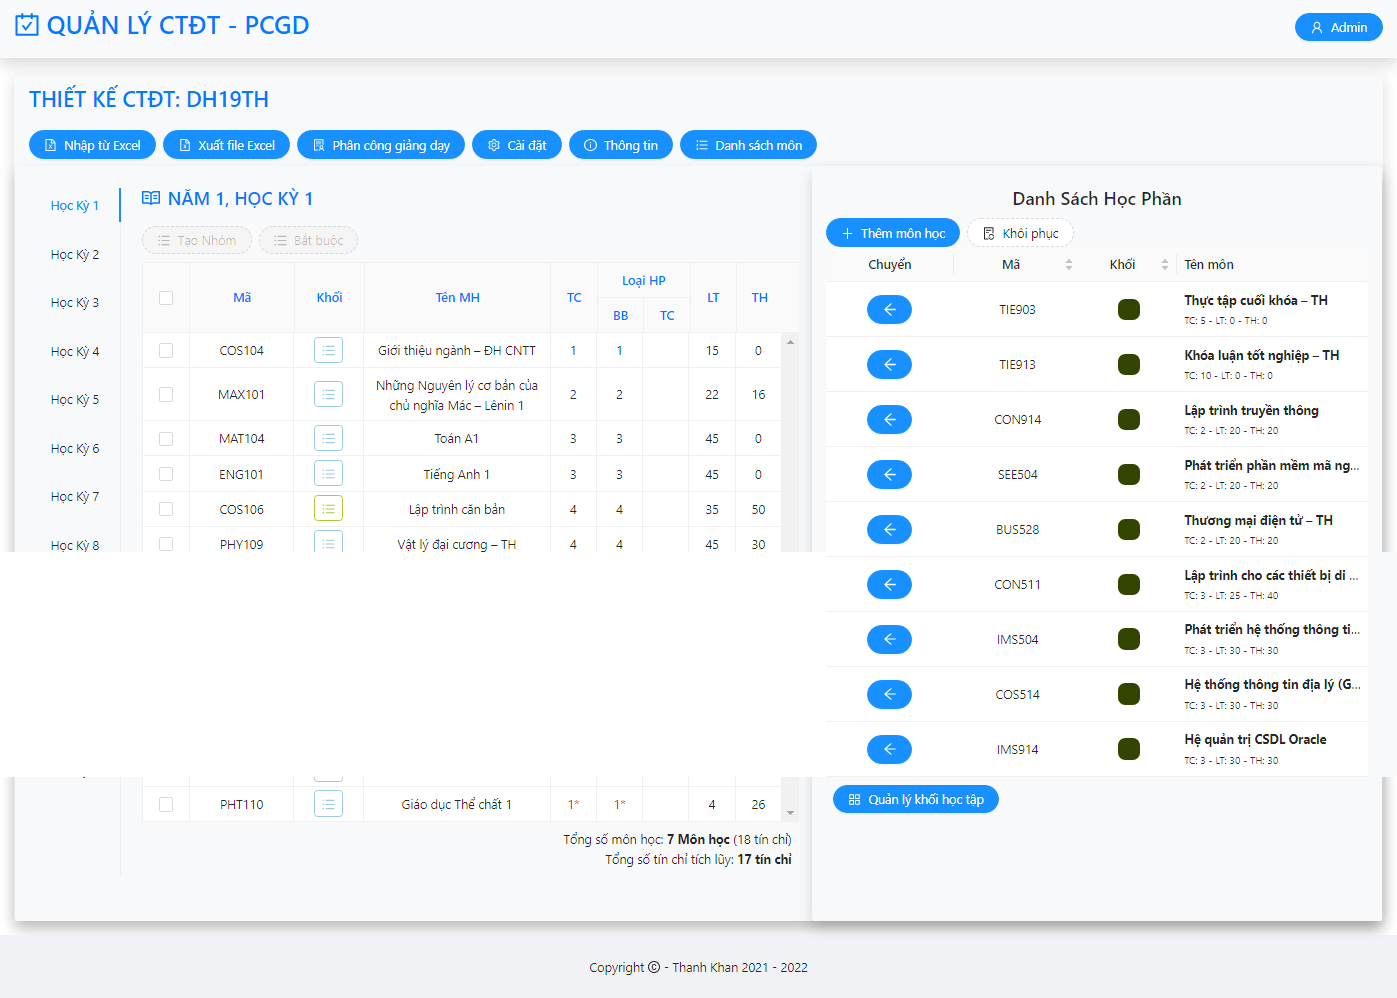 QUẢN LÝ CTĐT - PCGD
Admin
THIẾT KẾ CTĐT: DH19TH
Nhập từ Excel
Xuất file Excel
Phân công giảng dạy
Cài đặt
Thông tin
Danh sách môn
Học Kỳ 1
Học Kỳ 2
Học Kỳ 3
Học Kỳ 4
Học Kỳ 5
Học Kỳ 6
Học Kỳ 7
Học Kỳ 8
NĂM 1, HỌC KỲ 1
Tạo Nhóm
Bắt buộc
Mã Khối Tên MH TC Loại HP LT TH
BB TC
COS104 Giới thiệu ngành – ĐH CNTT 1 1 15 0
MAX101 Những Nguyên lý cơ bản của
chủ nghĩa Mác – Lênin 1 2 2 22 16
MAT104 Toán A1 3 3 45 0
ENG101 Tiếng Anh 1 3 3 45 0
COS106 Lập trình căn bản 4 4 35 50
PHY109 Vật lý đại cương – TH 4 4 45 30
PHT110 Giáo dục Thể chất 1 1* 1* 4 26
Tổng số môn học: 7 Môn học (18 tín chỉ)
Tổng số tín chỉ tích lũy: 17 tín chỉ
Danh Sách Học Phần
Thêm môn học
Khôi phục
Chuyển Mã Khối Tên môn
TIE903 Thực tập cuối khóa – TH
TC: 5 - LT: 0 - TH: 0
TIE913 Khóa luận tốt nghiệp – TH
TC: 10 - LT: 0 - TH: 0
CON914 Lập trình truyền thông
TC: 2 - LT: 20 - TH: 20
SEE504 Phát triển phần mềm mã ng...
TC: 2 - LT: 20 - TH: 20
BUS528 Thương mại điện tử – TH
TC: 2 - LT: 20 - TH: 20
CON511 Lập trình cho các thiết bị di ...
TC: 3 - LT: 25 - TH: 40
IMS504 Phát triển hệ thống thông ti...
TC: 3 - LT: 30 - TH: 30
COS514 Hệ thống thông tin địa lý (G...
TC: 3 - LT: 30 - TH: 30
IMS914 Hệ quản trị CSDL Oracle
TC: 3 - LT: 30 - TH: 30
Quản lý khối học tập
Copyright © - Thanh Khan 2021 - 2022